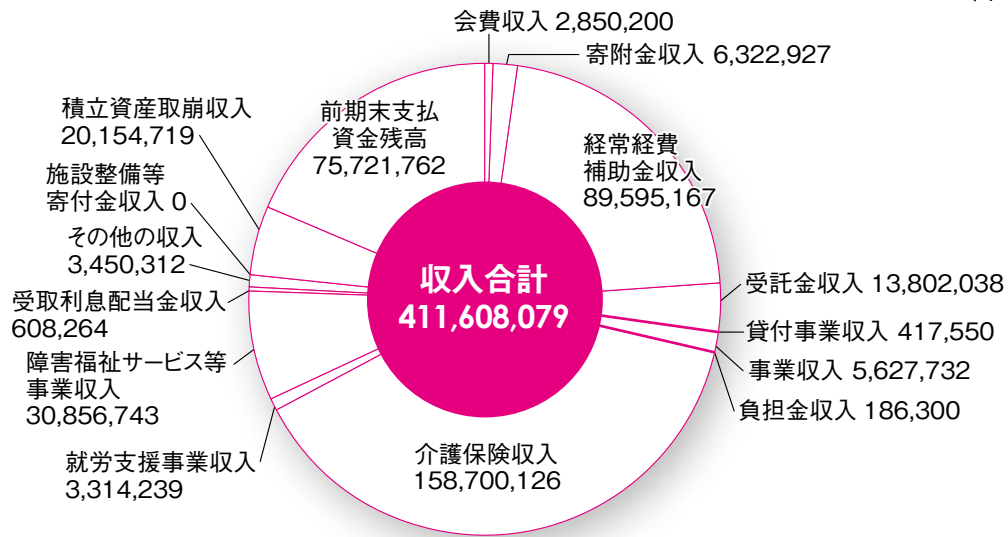 会費収入 2,850,200
寄附金収入 6,322,927
経常経費
補助金収入
89,595,167
受託金収入 13,802,038
貸付事業収入 417,550
事業収入 5,627,732
負担金収入 186,300
介護保険収入
158,700,126
就労支援事業収入
3,314,239
障害福祉サービス等
事業収入
30,856,743
受取利息配当金収入
608,264
その他の収入
3,450,312
施設整備等
寄付金収入 0
積立資産取崩収入
20,154,719
前期末支払
資金残高
75,721,762
収入合計
411,608,079